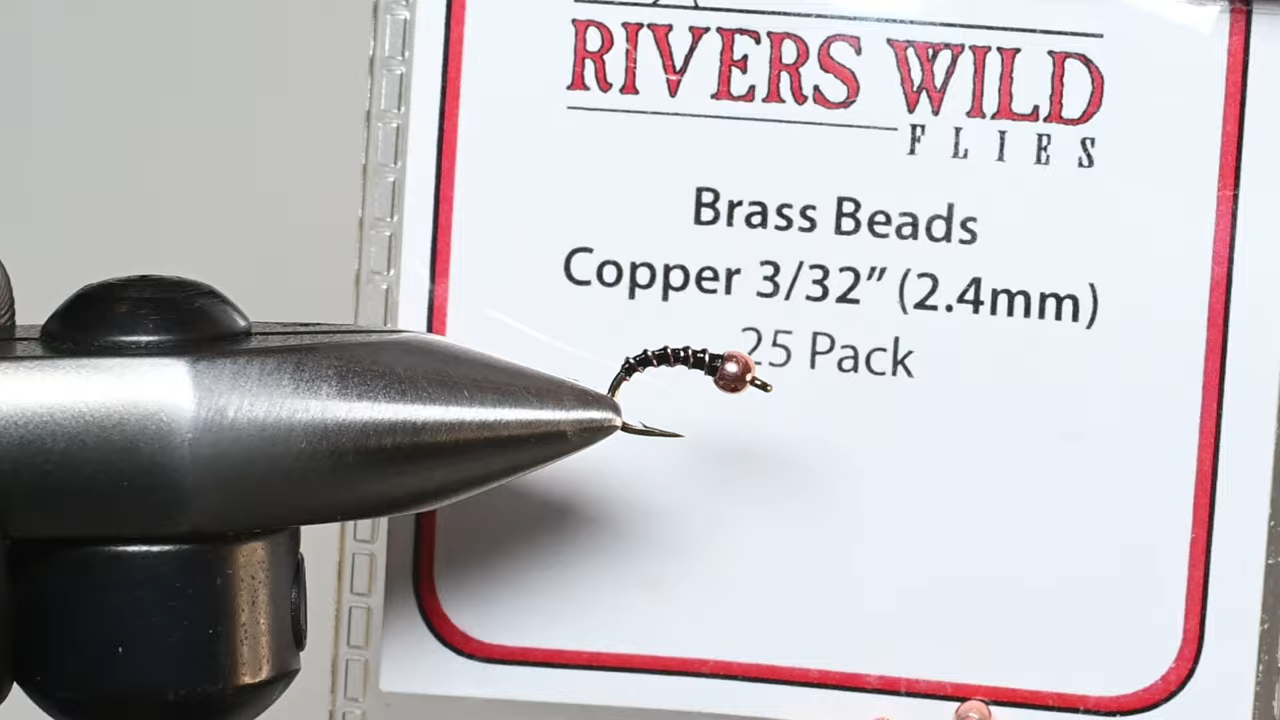 RIVERS WILD
FLIES
Brass Beads
Copper 3/32” (2.4mm)
25 Pack